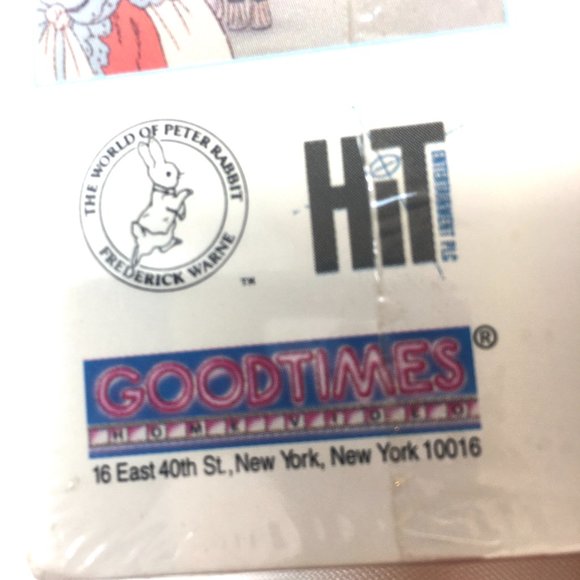 THE WORLD OF PETER RABBIT
FREDERICK WARNE
TM
HiT
ENTERTAINMENT PLC
GOODTIMES®
HOME VIDEO
16 East 40th St., New York, New York 10016